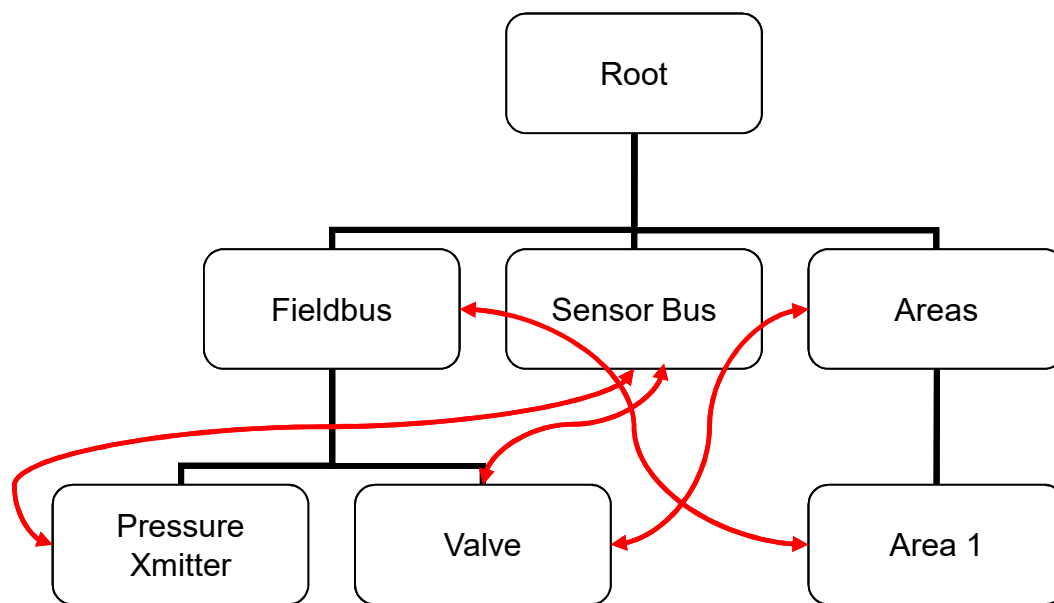 Root
Fieldbus
Sensor Bus
Areas
Pressure
Xmitter
Valve
Area 1